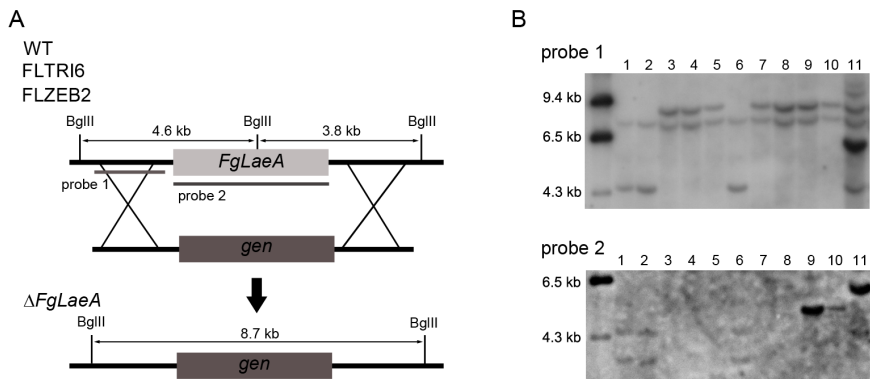 A
WT
FLTRI6
FLZEB2
BglII BglII BglII
4.6 kb 3.8 kb
FgLaeA
probe 1
probe 2
gen
ΔFgLaeA
BglII BglII
8.7 kb
gen
B
probe 1
1 2 3 4 5 6 7 8 9 10 11
9.4 kb
6.5 kb
4.3 kb
probe 2
1 2 3 4 5 6 7 8 9 10 11
6.5 kb
4.3 kb